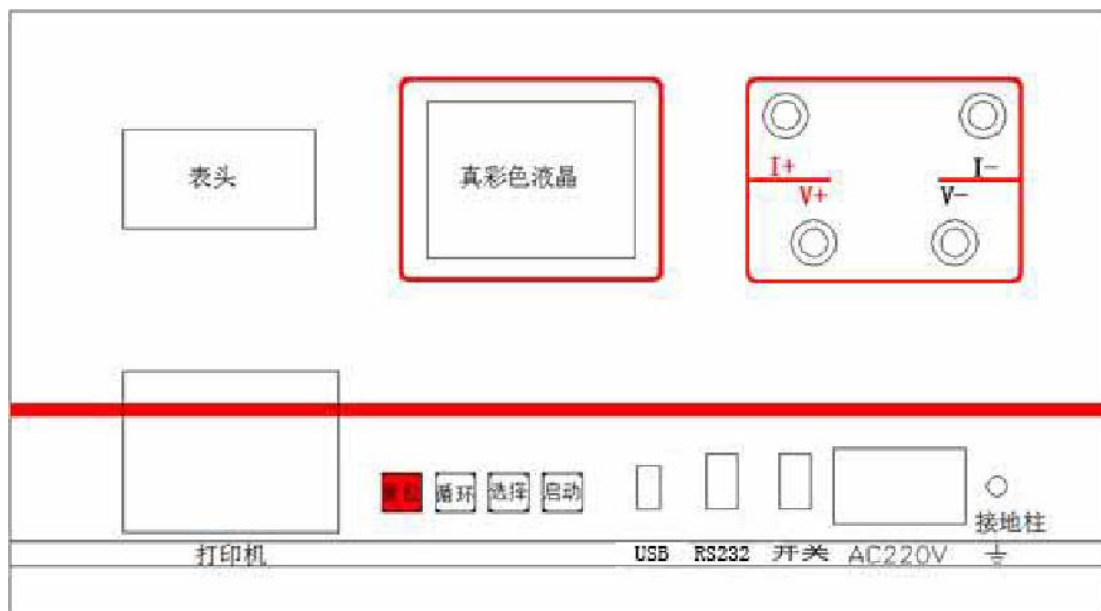 表头
真彩色液晶
I+ I-
V+ V-
循环 选择 启动
接地柱
打印机 USB RS232 开关 AC220V